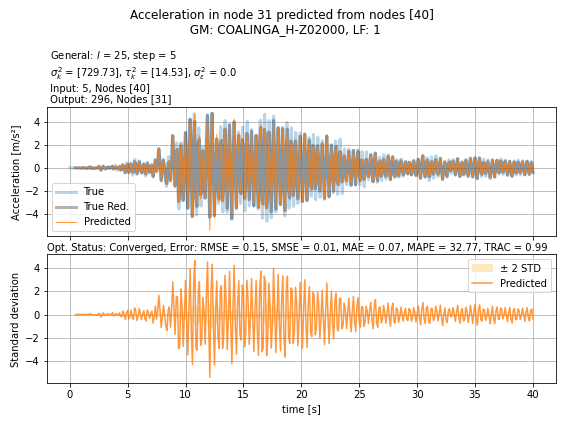 Acceleration in node 31 predicted from nodes [40]
GM: COALINGA_H-Z02000, LF: 1
General: l = 25, step = 5
σ²ₖ = [729.73], τ²ₖ = [14.53], σ²ε = 0.0
Input: 5, Nodes [40]
Output: 296, Nodes [31]
Acceleration [m/s²]
4
2
0
−2
−4
True
True Red.
Predicted
Opt. Status: Converged, Error: RMSE = 0.15, SMSE = 0.01, MAE = 0.07, MAPE = 32.77, TRAC = 0.99
Standard deviation
4
2
0
−2
−4
± 2 STD
Predicted
0 5 10 15 20 25 30 35 40
time [s]